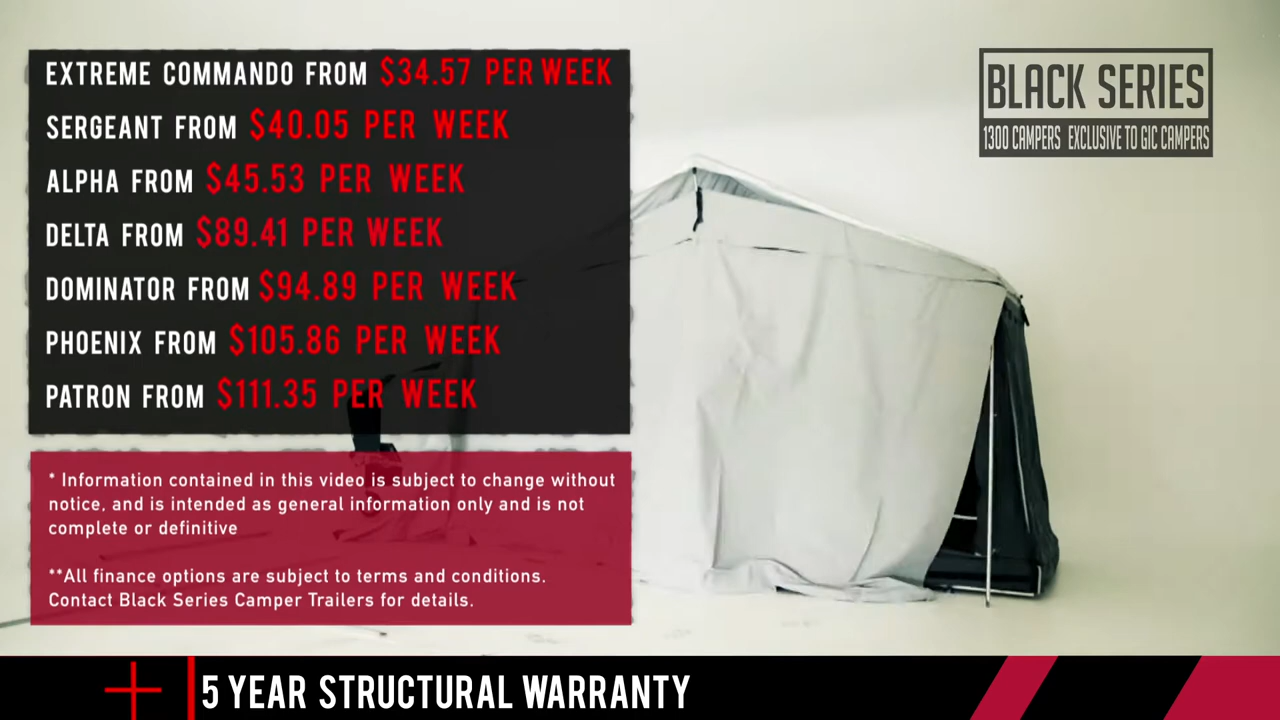 EXTREME COMMANDO FROM $34.57 PER WEEK
SERGEANT FROM $40.05 PER WEEK
ALPHA FROM $45.53 PER WEEK
DELTA FROM $89.41 PER WEEK
DOMINATOR FROM $94.89 PER WEEK
PHOENIX FROM $105.86 PER WEEK
PATRON FROM $111.35 PER WEEK
* Information contained in this video is subject to change without
notice, and is intended as general information only and is not
complete or definitive
**All finance options are subject to terms and conditions.
Contact Black Series Camper Trailers for details.
BLACK SERIES
1300 CAMPERS EXCLUSIVE TO GIC CAMPERS
5 YEAR STRUCTURAL WARRANTY